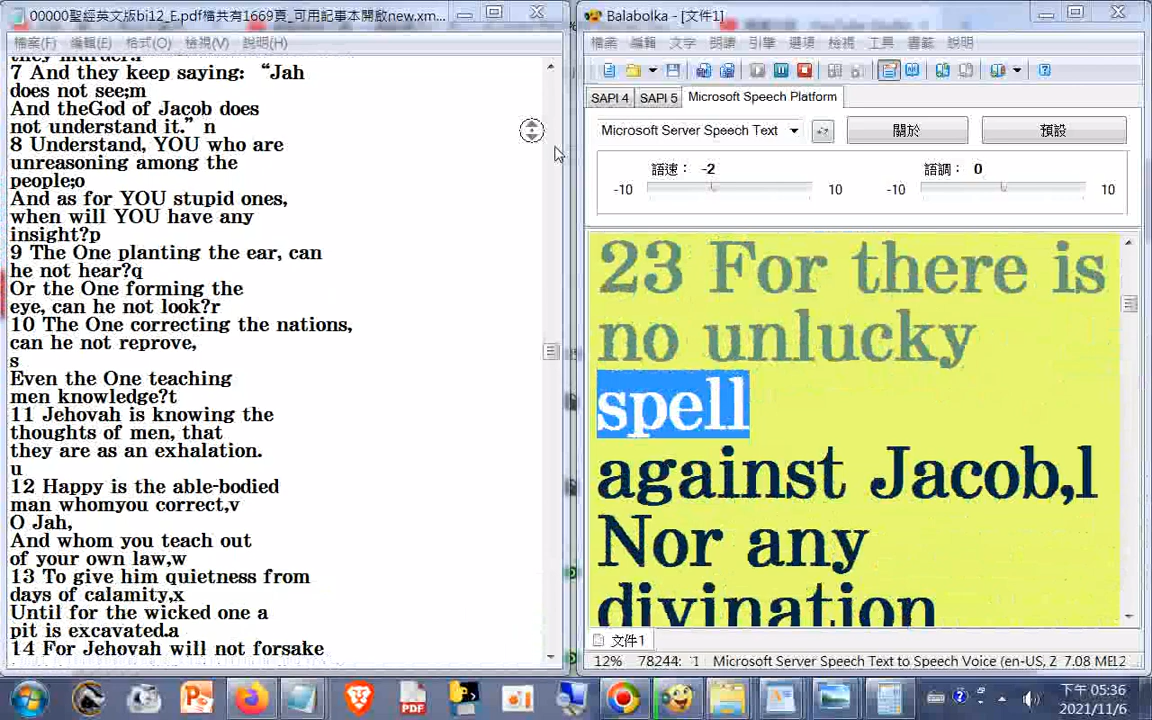 00000聖經英文版bi12_E.pdf檔共有1669頁_可用記事本開啟new.xm...
檔案(F) 編輯(E) 格式(O) 檢視(V) 說明(H)
they murder.r
7 And they keep saying: “Jah
does not see;m
And theGod of Jacob does
not understand it.” n
8 Understand, YOU who are
unreasoning among the
people;o
And as for YOU stupid ones,
when will YOU have any
insight?p
9 The One planting the ear, can
he not hear?q
Or the One forming the
eye, can he not look?r
10 The One correcting the nations,
can he not reprove,
s
Even the One teaching
men knowledge?t
11 Jehovah is knowing the
thoughts of men, that
they are as an exhalation.
u
12 Happy is the able-bodied
man whomyou correct,v
O Jah,
And whom you teach out
of your own law,w
13 To give him quietness from
days of calamity,x
Until for the wicked one a
pit is excavated.a
14 For Jehovah will not forsake
Balabolka - [文件1]
檔案 編輯 文字 朗讀 引擎 選項 檢視 工具 書籤 說明
SAPI 4 SAPI 5 Microsoft Speech Platform
Microsoft Server Speech Text 關於 預設
語速： -2 語調： 0
-10 10 -10 10
23 For there is
no unlucky
spell
against Jacob,l
Nor any
divination
文件1
12% 78244: Microsoft Server Speech Text to Speech Voice (en-US, Z 7.08 ME12
下午 05:36
2021/11/6